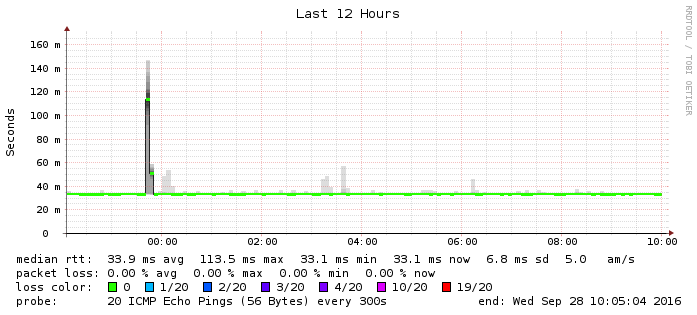 Last 12 Hours
RRDTOOL / TOBI OETIKER
Seconds
160 m
140 m
120 m
100 m
80 m
60 m
40 m
20 m
0
00:00 02:00 04:00 06:00 08:00 10:00
median rtt: 33.9 ms avg 113.5 ms max 33.1 ms min 33.1 ms now 6.8 ms sd 5.0 am/s
packet loss: 0.00 % avg 0.00 % max 0.00 % min 0.00 % now
loss color: 0 1/20 2/20 3/20 4/20 10/20 19/20
probe: 20 ICMP Echo Pings (56 Bytes) every 300s end: Wed Sep 28 10:05:04 2016